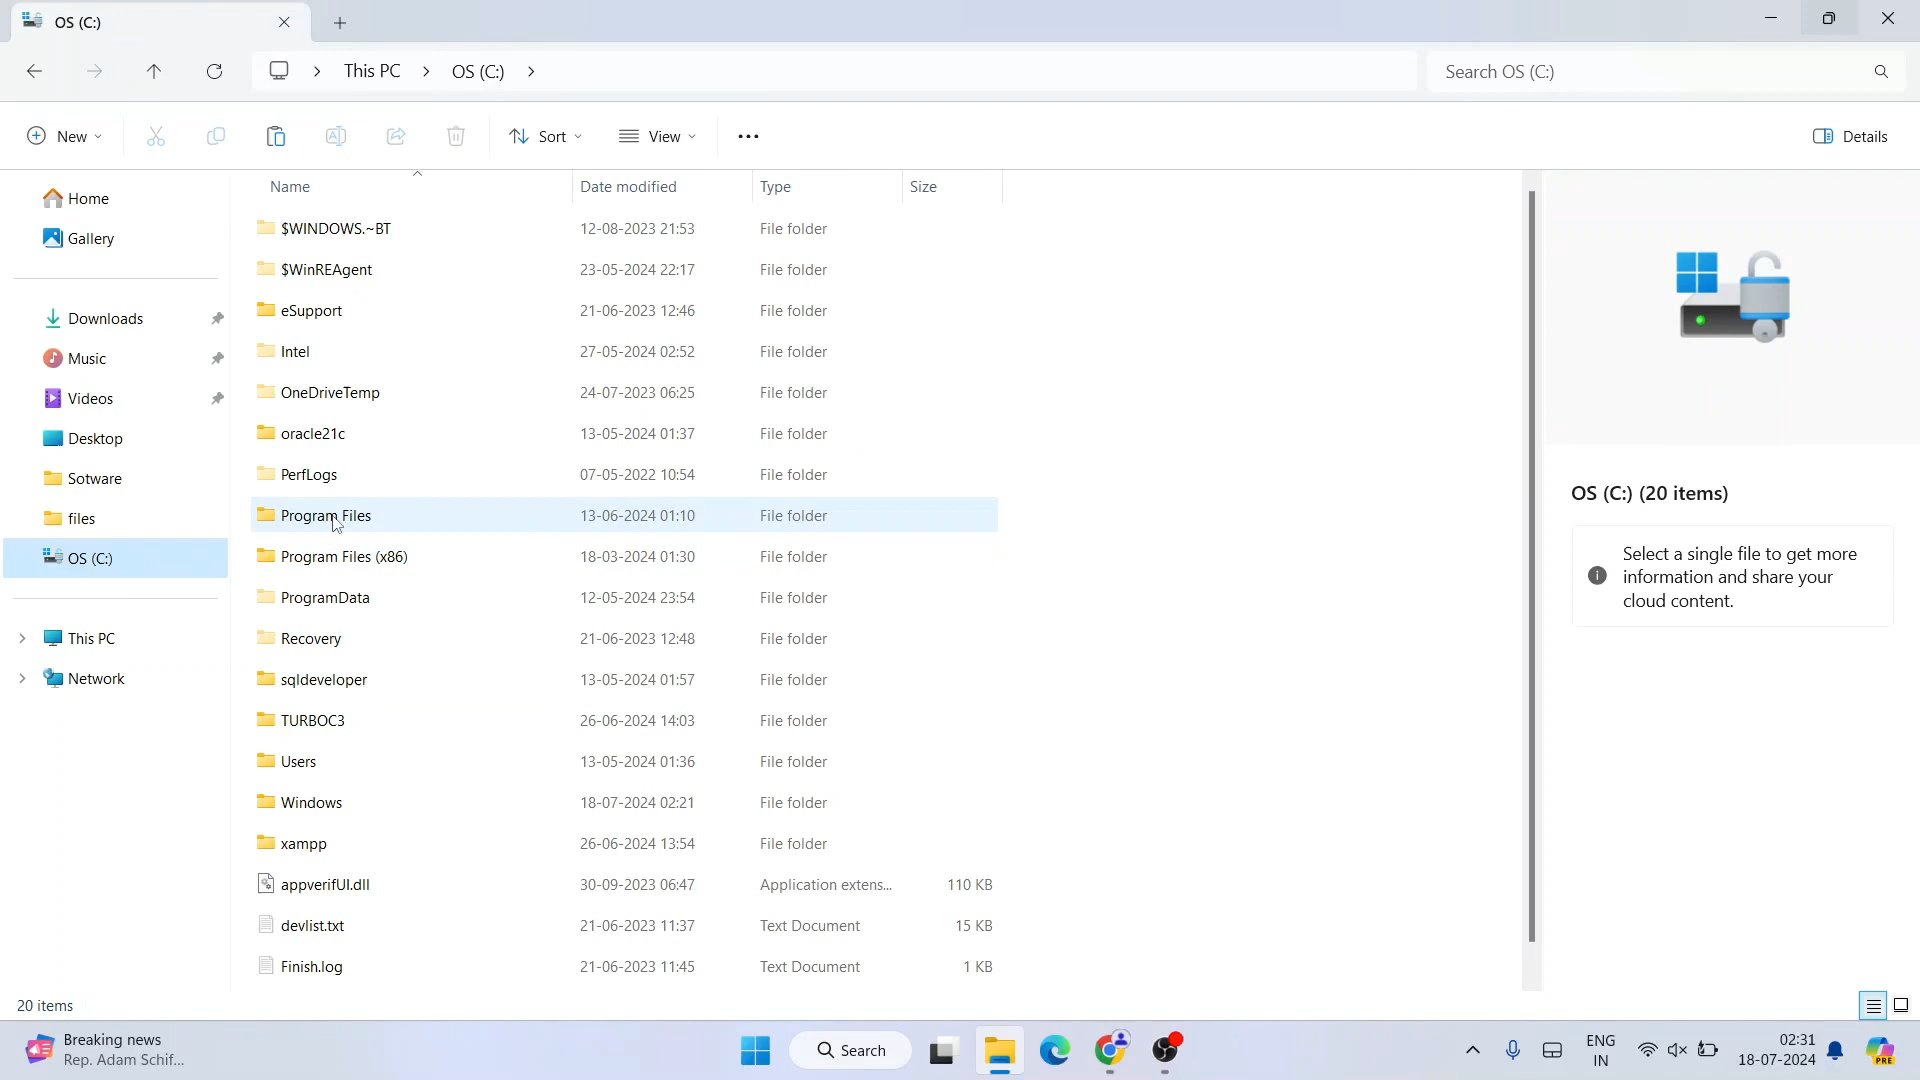 OS (C:)
This PC
OS (C:)
Search OS (C:)
New
Sort
View
Details
Name Date modified Type Size
Home
Gallery
Downloads
Music
Videos
Desktop
Sotware
files
OS (C:)
This PC
Network
$WINDOWS.~BT 12-08-2023 21:53 File folder
$WinREAgent 23-05-2024 22:17 File folder
eSupport 21-06-2023 12:46 File folder
Intel 27-05-2024 02:52 File folder
OneDriveTemp 24-07-2023 06:25 File folder
oracle21c 13-05-2024 01:37 File folder
PerfLogs 07-05-2022 10:54 File folder
Program Files 13-06-2024 01:10 File folder
Program Files (x86) 18-03-2024 01:30 File folder
ProgramData 12-05-2024 23:54 File folder
Recovery 21-06-2023 12:48 File folder
sqldeveloper 13-05-2024 01:57 File folder
TURBOC3 26-06-2024 14:03 File folder
Users 13-05-2024 01:36 File folder
Windows 18-07-2024 02:21 File folder
xampp 26-06-2024 13:54 File folder
appverifUI.dll 30-09-2023 06:47 Application extens... 110 KB
devlist.txt 21-06-2023 11:37 Text Document 15 KB
Finish.log 21-06-2023 11:45 Text Document 1 KB
OS (C:) (20 items)
Select a single file to get more
information and share your
cloud content.
20 items
Breaking news
Rep. Adam Schif...
Search
ENG
IN
02:31
18-07-2024
PRE